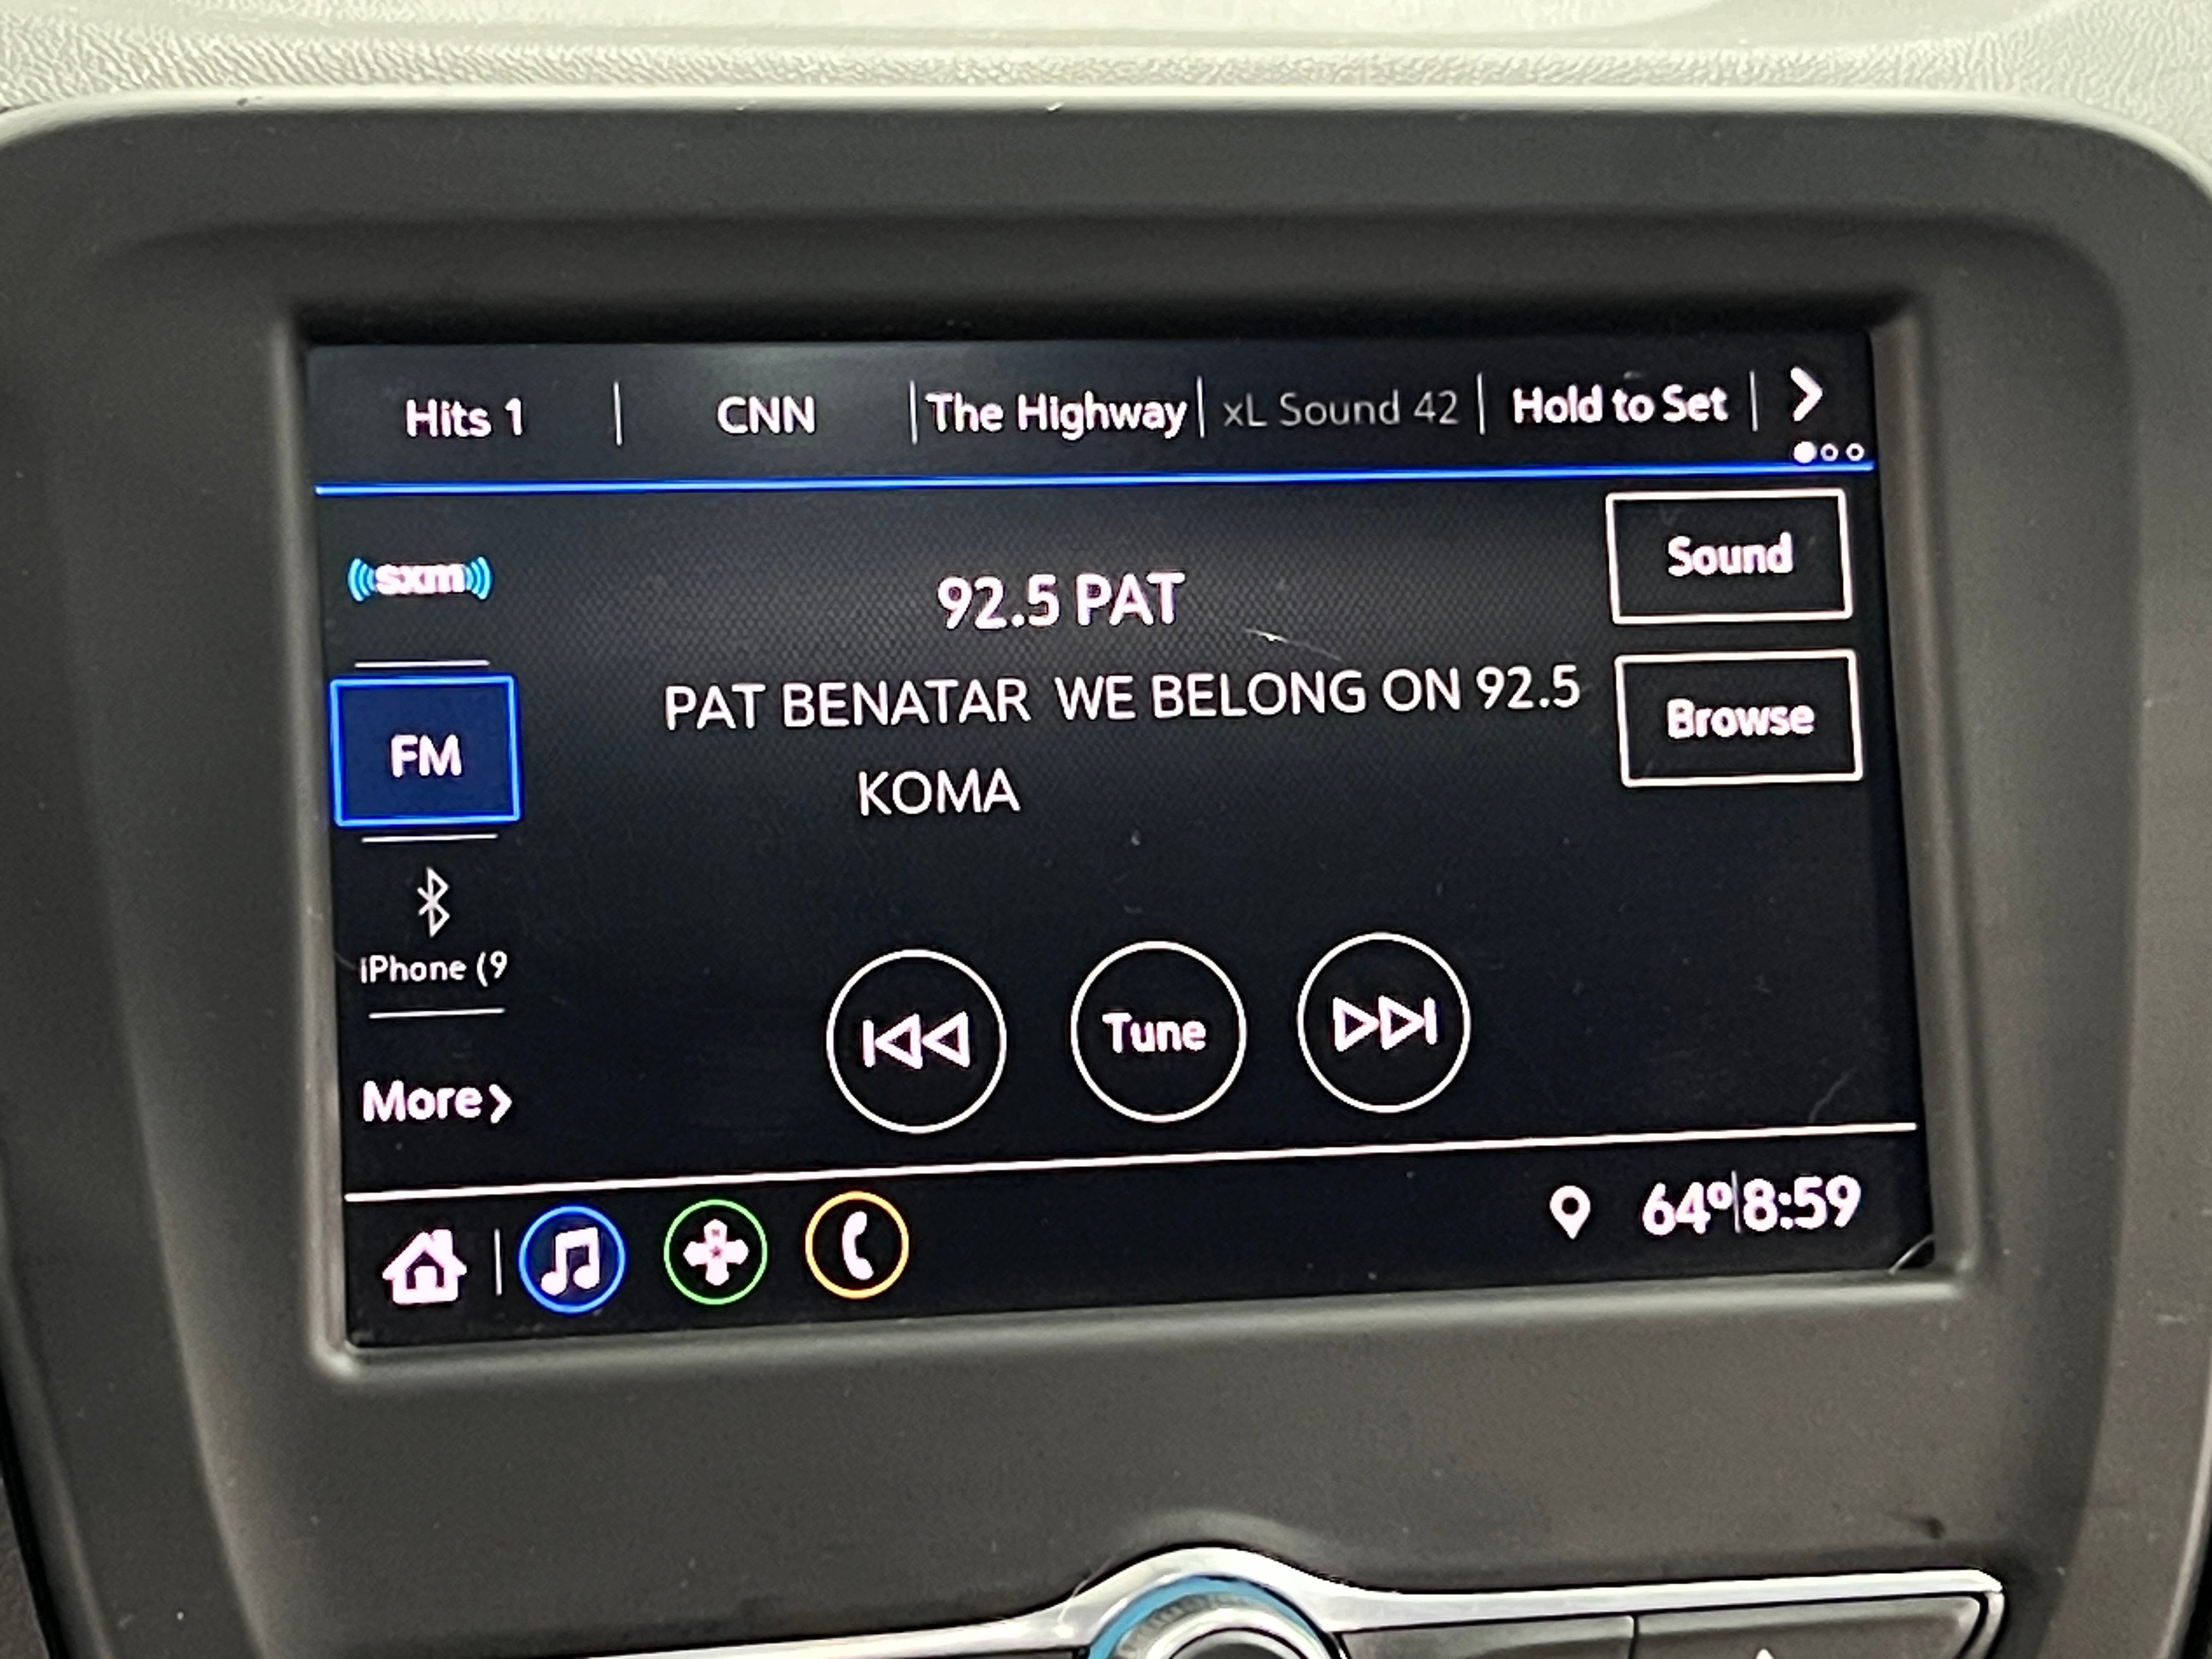 Hits 1 | CNN | The Highway | xL Sound 42 | Hold to Set |
sxm
Sound
92.5 PAT
PAT BENATAR WE BELONG ON 92.5
KOMA
Browse
FM
iPhone (9
Tune
More
64° 8:59